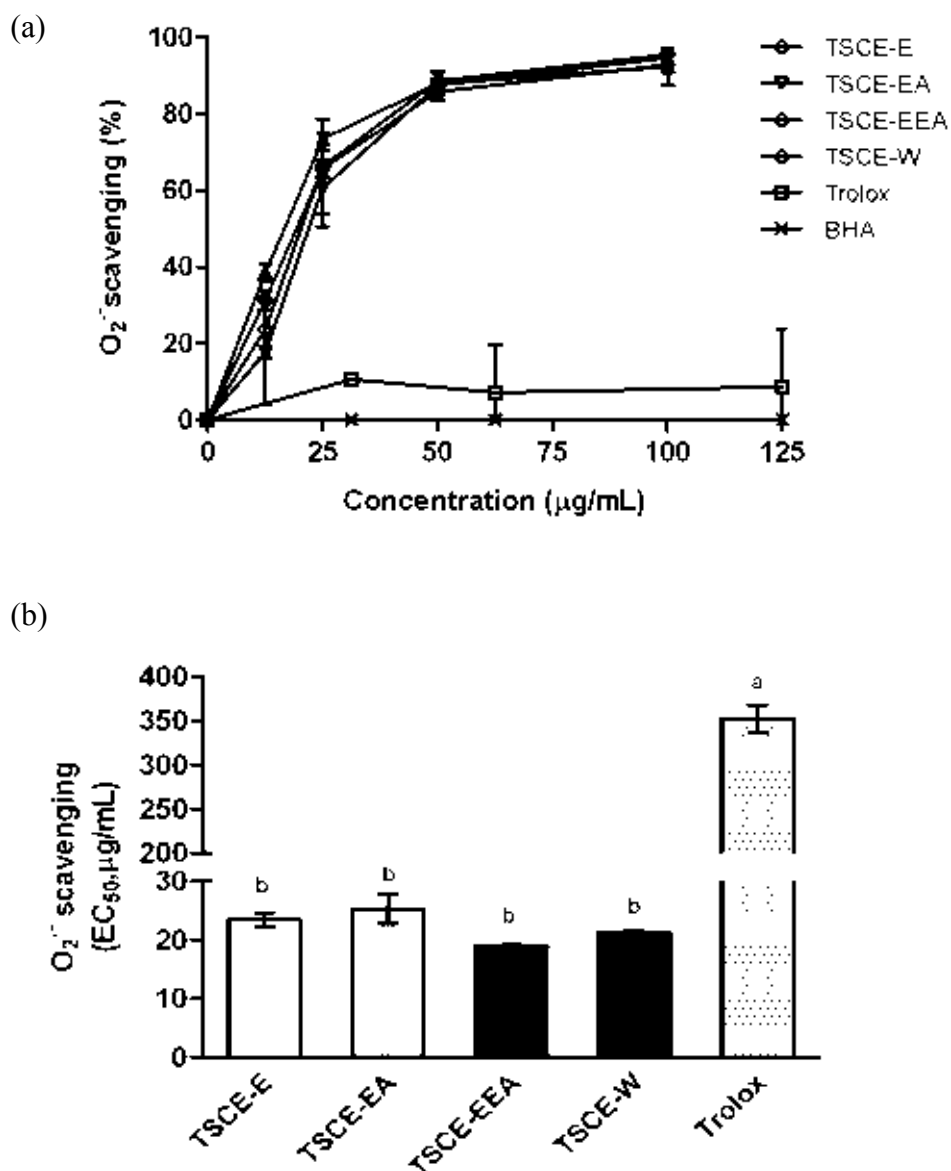 (a)
100
80
60
40
20
0
O₂˙⁻ scavenging (%)
0 25 50 75 100 125
Concentration (µg/mL)
TSCE-E
TSCE-EA
TSCE-EEA
TSCE-W
Trolox
BHA
(b)
400
350
300
250
200
30
20
10
0
O₂˙⁻ scavenging
(EC₅₀,µg/mL)
b b b b a
TSCE-E TSCE-EA TSCE-EEA TSCE-W Trolox